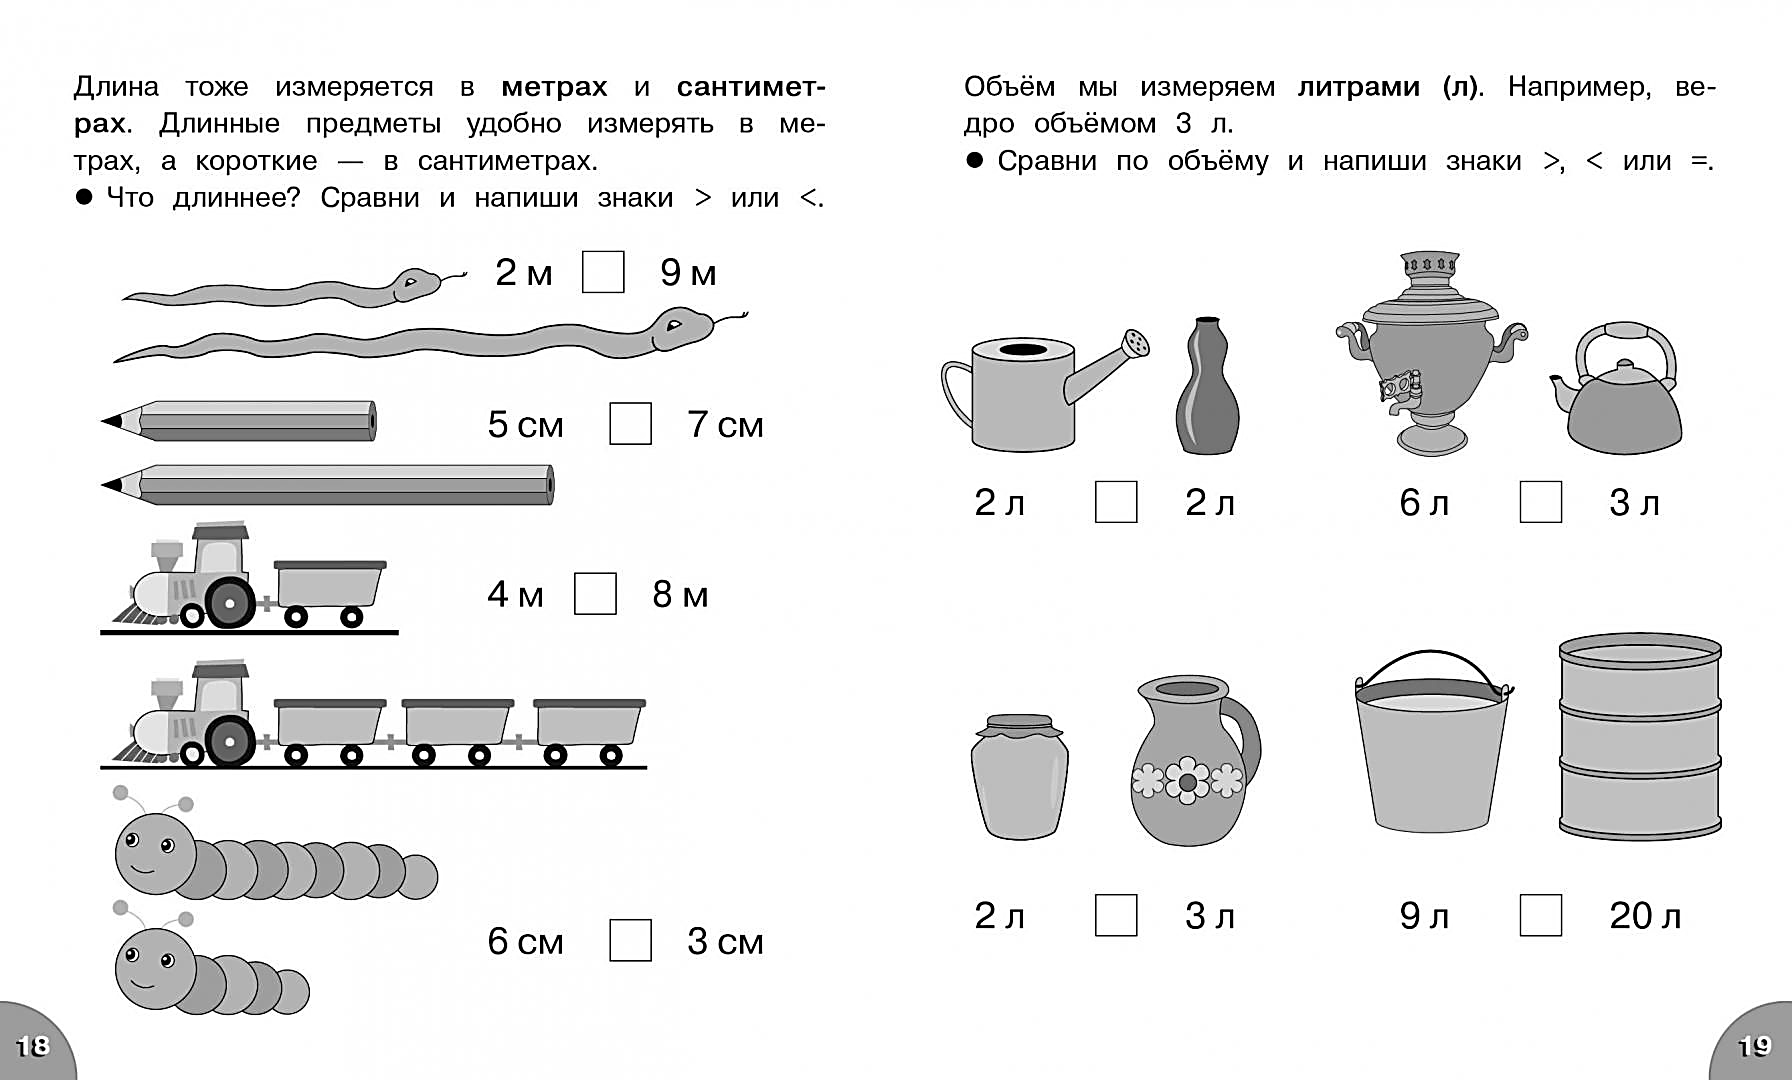 Длина тоже измеряется в метрах и сантимет-
рах. Длинные предметы удобно измерять в ме-
трах, а короткие — в сантиметрах.
● Что длиннее? Сравни и напиши знаки > или <.
2 м 9 м
5 см 7 см
4 м 8 м
6 см 3 см
18
Объём мы измеряем литрами (л). Например, ве-
дро объёмом 3 л.
● Сравни по объёму и напиши знаки >, < или =.
2 л 2 л 6 л 3 л
2 л 3 л 9 л 20 л
19